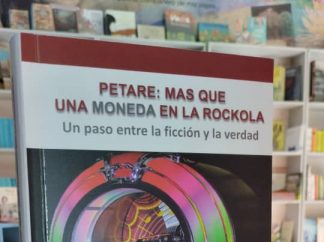 PETARE: MAS QUE
UNA MONEDA EN LA ROCKOLA
Un paso entre la ficción y la verdad